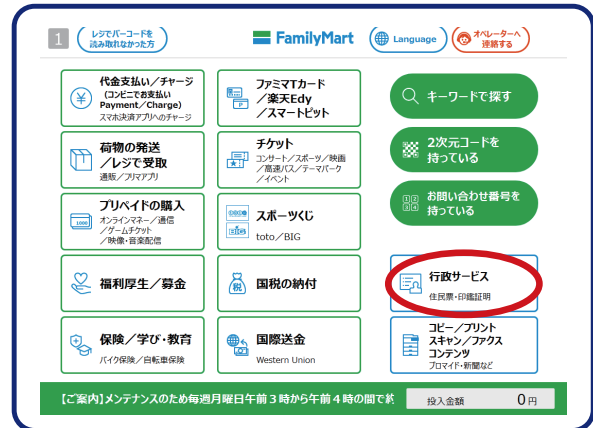 1
レジでバーコードを
読み取れなかった方
FamilyMart
Language
オペレーターへ
連絡する
代金支払い／チャージ
(コンビニでお支払い
Payment／Charge)
スマホ決済アプリへのチャージ
ファミマTカード
／楽天Edy
／スマートピット
キーワードで探す
荷物の発送
／レジで受取
通販／フリマアプリ
チケット
コンサート／スポーツ／映画
／高速バス／テーマパーク
／イベント
2次元コードを
持っている
プリペイドの購入
オンラインマネー／通信
／ゲームチケット
／映像・音楽配信
スポーツくじ
toto／BIG
お問い合わせ番号を
持っている
福利厚生／募金
国税の納付
行政サービス
住民票・印鑑証明
保険／学び・教育
バイク保険／自転車保険
国際送金
Western Union
コピー／プリント
スキャン／ファクス
コンテンツ
ブロマイド・新聞など
【ご案内】メンテナンスのため毎週月曜日午前３時から午前４時の間で約
投入金額 0円